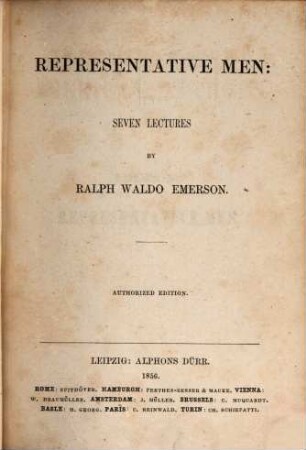 REPRESENTATIVE MEN:
SEVEN LECTURES
BY
RALPH WALDO EMERSON.
AUTHORIZED EDITION.
LEIPZIG: ALPHONS DÜRR.
1856.
ROME: SPITHÖVER. HAMBURGH: PERTHES-BESSER & MAUKE. VIENNA:
W. BRAUMÜLLER. AMSTERDAM: J. MÜLLER. BRUSSELS: C. MUQUARDT.
BASLE: H. GEORG. PARIS: C. REINWALD. TURIN: CH. SCHIEPATTI.